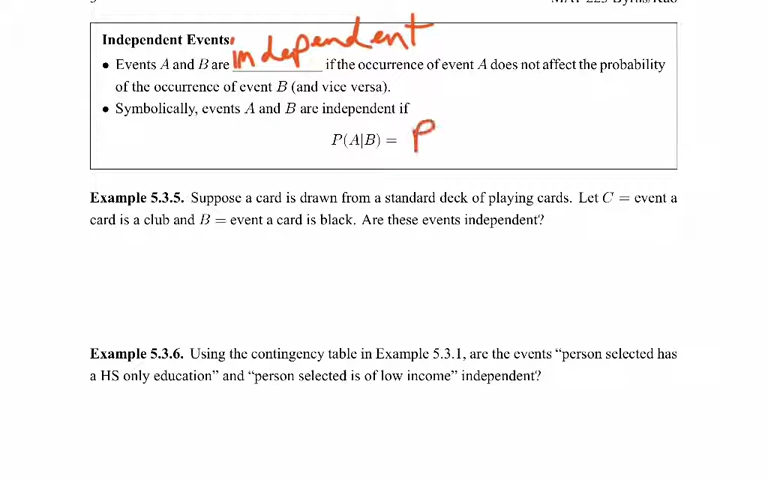 Independent Events:
• Events A and B are independent if the occurrence of event A does not affect the probability
of the occurrence of event B (and vice versa).
• Symbolically, events A and B are independent if
P(A|B) = P
Example 5.3.5. Suppose a card is drawn from a standard deck of playing cards. Let C = event a
card is a club and B = event a card is black. Are these events independent?
Example 5.3.6. Using the contingency table in Example 5.3.1, are the events “person selected has
a HS only education” and “person selected is of low income” independent?